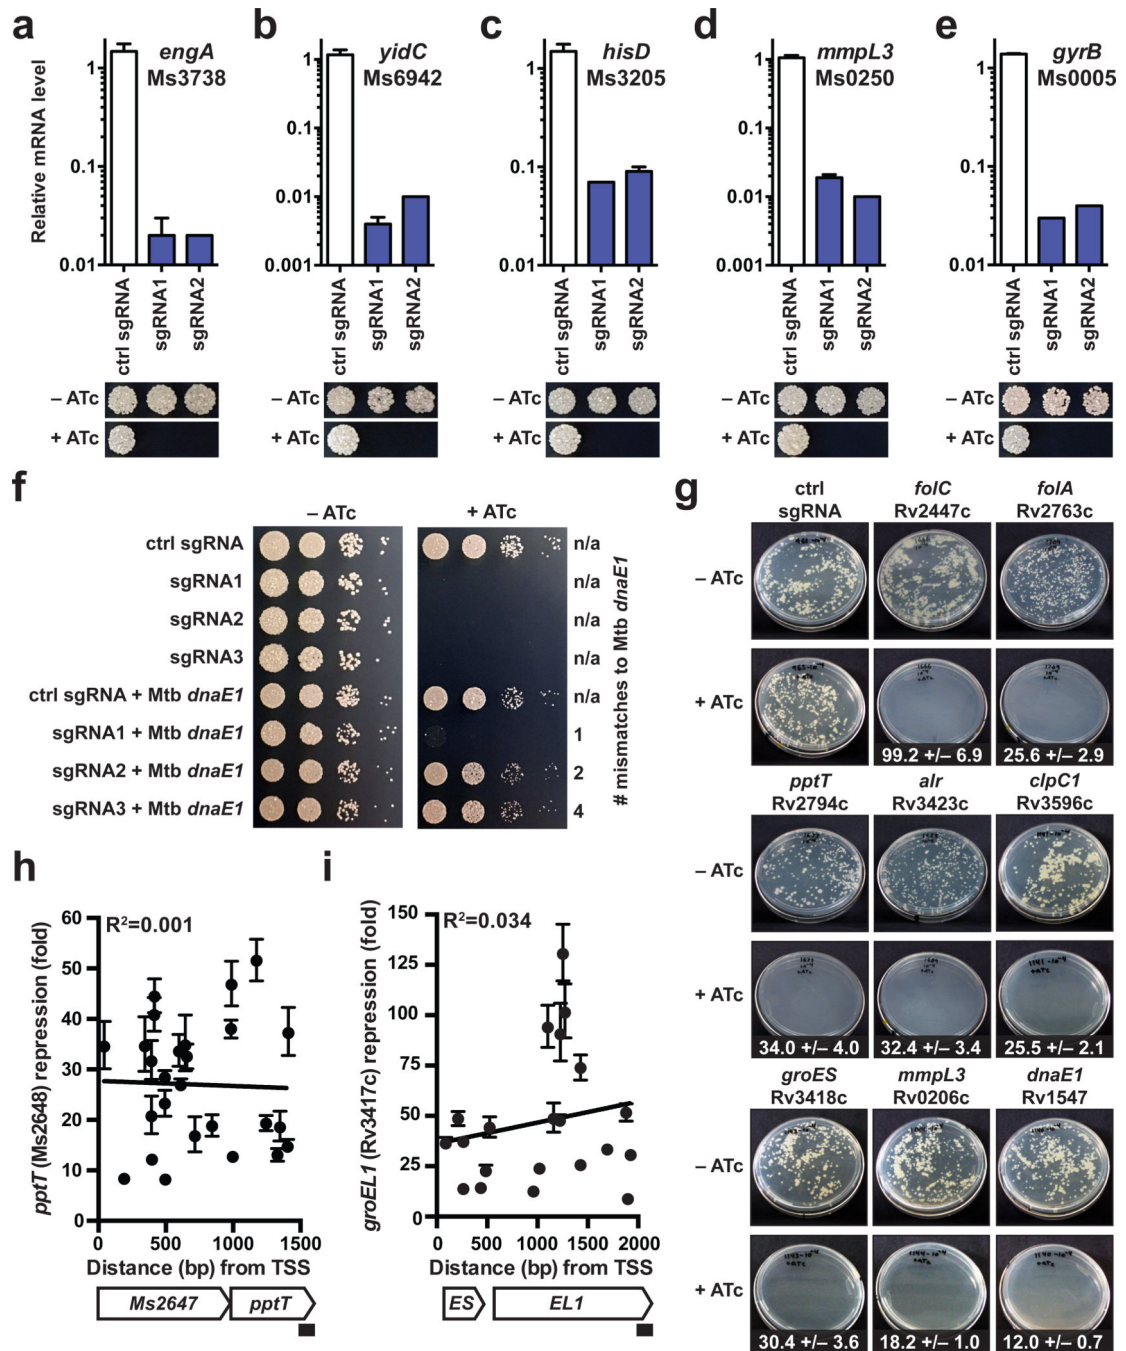 a
engA
Ms3738
Relative mRNA level
1
0.1
0.01
ctrl sgRNA
sgRNA1
sgRNA2
– ATc
+ ATc
b
yidC
Ms6942
1
0.1
0.01
0.001
ctrl sgRNA
sgRNA1
sgRNA2
– ATc
+ ATc
c
hisD
Ms3205
1
0.1
0.01
ctrl sgRNA
sgRNA1
sgRNA2
– ATc
+ ATc
d
mmpL3
Ms0250
1
0.1
0.01
0.001
ctrl sgRNA
sgRNA1
sgRNA2
– ATc
+ ATc
e
gyrB
Ms0005
1
0.1
0.01
ctrl sgRNA
sgRNA1
sgRNA2
– ATc
+ ATc
f
– ATc + ATc
ctrl sgRNA n/a
sgRNA1 n/a
sgRNA2 n/a
sgRNA3 n/a
ctrl sgRNA + Mtb dnaE1 n/a
sgRNA1 + Mtb dnaE1 1
sgRNA2 + Mtb dnaE1 2
sgRNA3 + Mtb dnaE1 4
# mismatches to Mtb dnaE1
g
ctrl folC folA
sgRNA Rv2447c Rv2763c
– ATc
+ ATc
99.2 +/– 6.9 25.6 +/– 2.9
pptT alr clpC1
Rv2794c Rv3423c Rv3596c
– ATc
+ ATc
34.0 +/– 4.0 32.4 +/– 3.4 25.5 +/– 2.1
groES mmpL3 dnaE1
Rv3418c Rv0206c Rv1547
– ATc
+ ATc
30.4 +/– 3.6 18.2 +/– 1.0 12.0 +/– 0.7
h
R²=0.001
pptT (Ms2648) repression (fold)
60
50
40
30
20
10
0
0 500 1000 1500
Distance (bp) from TSS
Ms2647 pptT
i
R²=0.034
groEL1 (Rv3417c) repression (fold)
150
125
100
75
50
25
0
0 500 1000 1500 2000
Distance (bp) from TSS
ES EL1